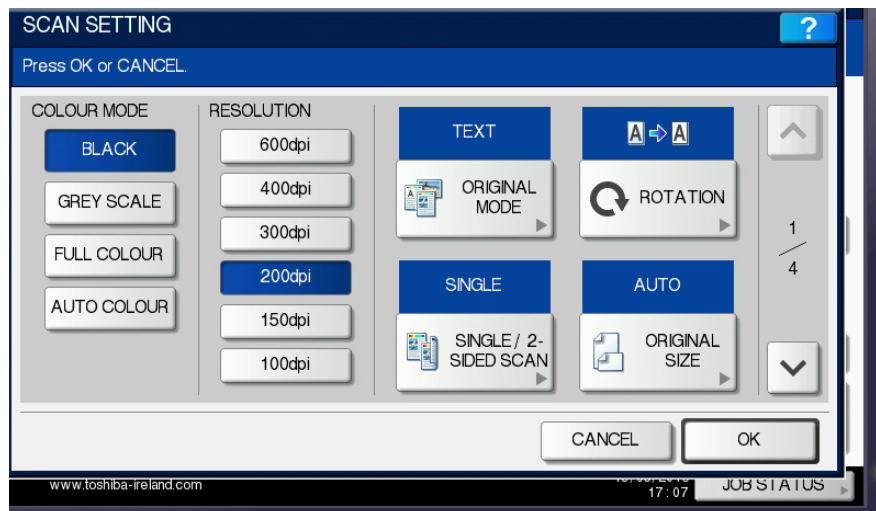 SCAN SETTING
?
Press OK or CANCEL.
COLOUR MODE
BLACK
GREY SCALE
FULL COLOUR
AUTO COLOUR
RESOLUTION
600dpi
400dpi
300dpi
200dpi
150dpi
100dpi
TEXT
ORIGINAL
MODE
A A
ROTATION
SINGLE
SINGLE / 2-
SIDED SCAN
AUTO
ORIGINAL
SIZE
1
4
CANCEL
OK
www.toshiba-ireland.com
17:07
JOB STATUS